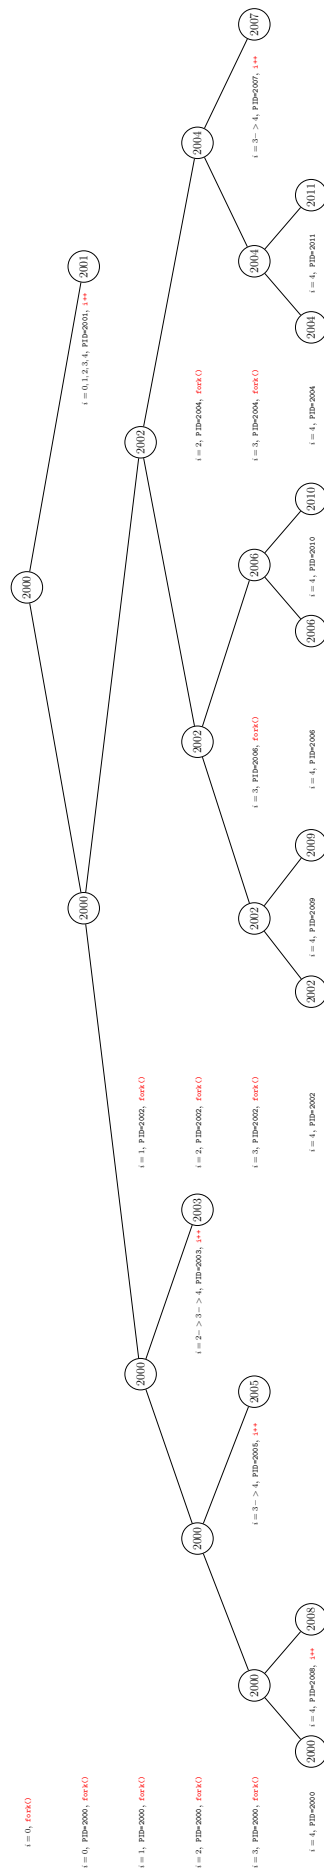 i = 0, fork()
2000
i = 0, PID=2000, fork()
2000
i = 0, 1, 2, 3, 4, PID=2001, i++
2001
i = 1, PID=2000, fork()
2000
i = 1, PID=2002, fork()
2002
i = 2, PID=2000, fork()
2000
i = 2− > 3− > 4, PID=2003, i++
2003
i = 2, PID=2002, fork()
2002
i = 2, PID=2004, fork()
2004
i = 3, PID=2000, fork()
2000
i = 3− > 4, PID=2005, i++
2005
i = 3, PID=2002, fork()
2002
i = 3, PID=2006, fork()
2006
i = 3, PID=2004, fork()
2004
i = 3− > 4, PID=2007, i++
2007
i = 4, PID=2000
2000
i = 4, PID=2008, i++
2008
i = 4, PID=2002
2002
i = 4, PID=2009
2009
i = 4, PID=2006
2006
i = 4, PID=2010
2010
i = 4, PID=2004
2004
i = 4, PID=2011
2011